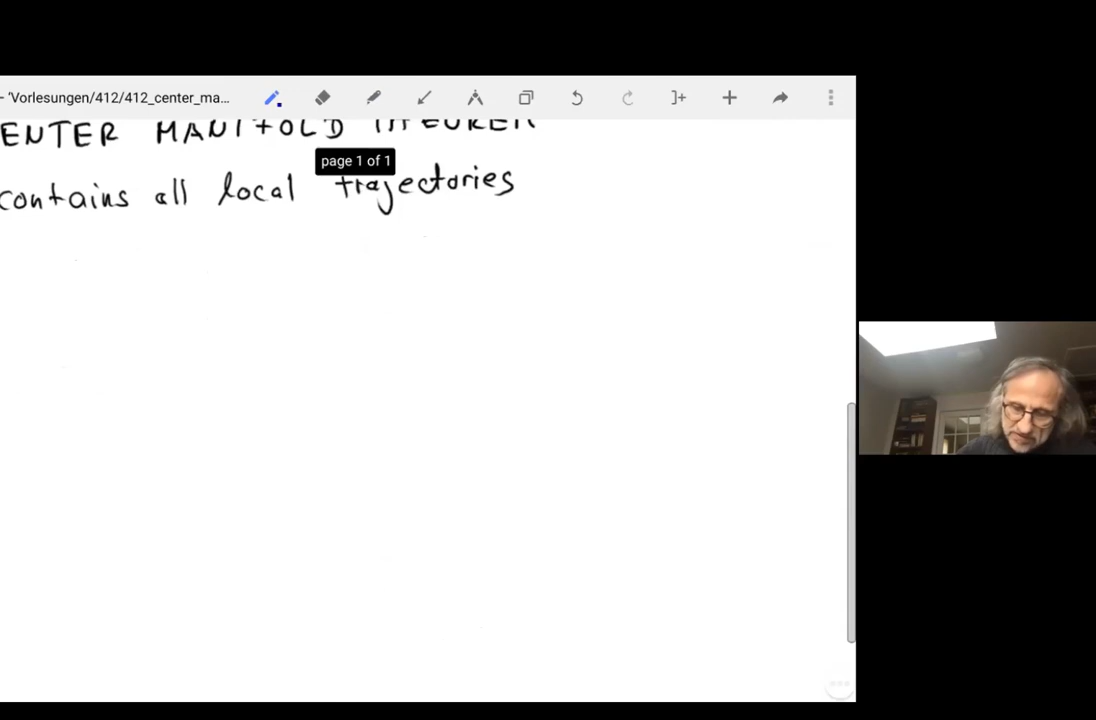 - 'Vorlesungen/412/412_center_ma...
ENTER MANIFOLD THEOREM
page 1 of 1
contains all local trajectories